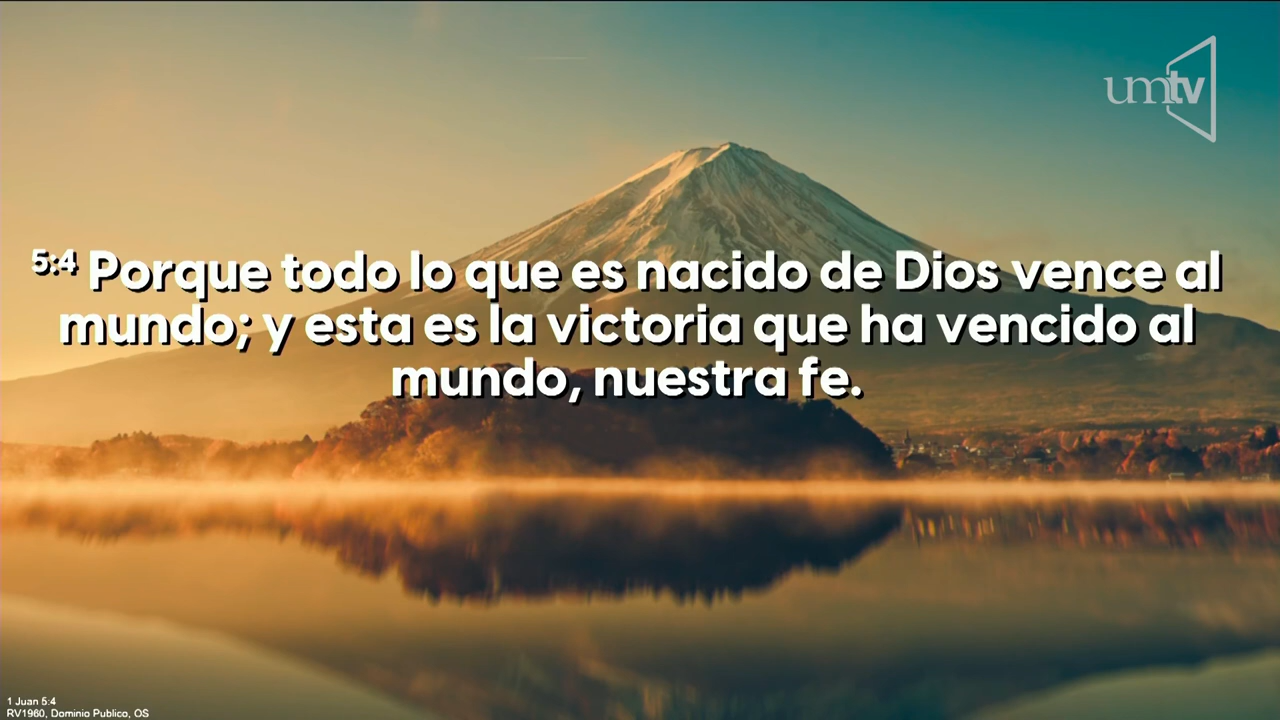 umtv
5:4 Porque todo lo que es nacido de Dios vence al
mundo; y esta es la victoria que ha vencido al
mundo, nuestra fe.
1 Juan 5:4
RV1960, Dominio Publico, OS